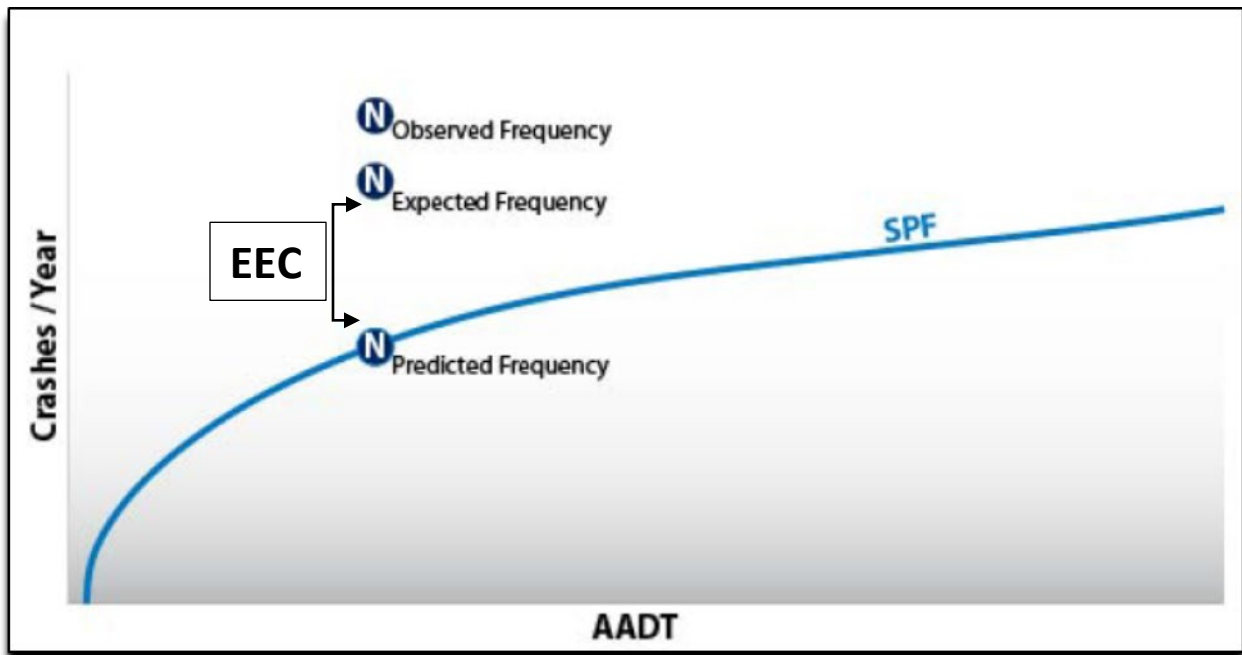 N Observed Frequency
N Expected Frequency
EEC
SPF
N Predicted Frequency
Crashes / Year
AADT